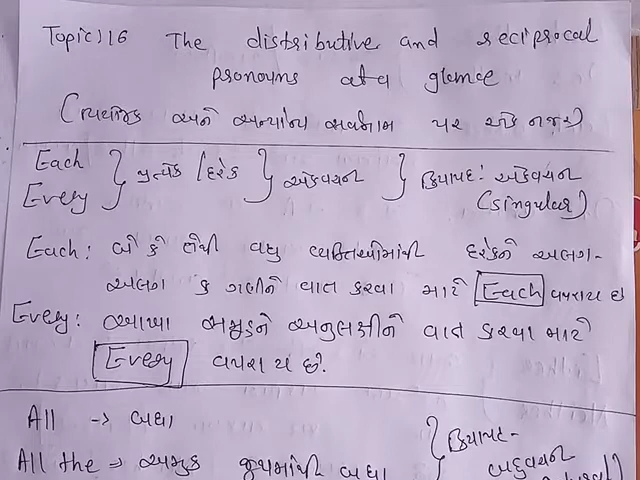 Topic:16 The distributive and reciprocal
pronouns at a glance
(વિભાજિક અને અન્યોન્ય સર્વનામ પર એક નજર)
Each
Every } પ્રત્યેક / દરેક } એકવચન } ક્રિયાપદ: એકવચન
(singular)
Each: બે કે તેથી વધુ વ્યક્તિઓમાંથી દરેકને અલગ-
અલગ ગણીને વાત કરવા માટે Each વપરાય છે
Every: આખા સમુહને અનુલક્ષીને વાત કરવા માટે
Every વપરાય છે.
All → બધા
All the → અમુક જૂથમાંથી બધા } ક્રિયાપદ-
બહુવચન